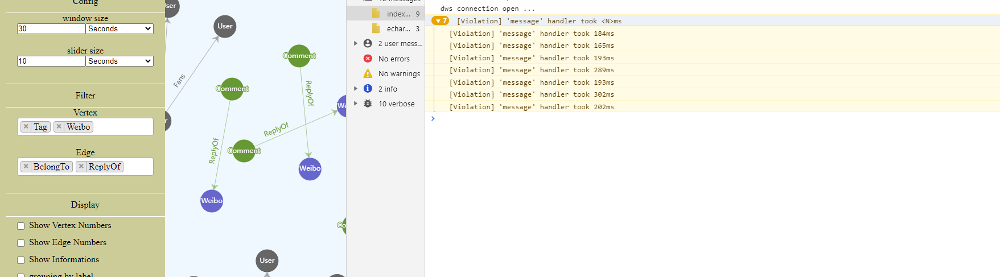 Config
window size
30 Seconds
slider size
10 Seconds
Filter
Vertex
× Tag × Weibo
Edge
× BelongTo × ReplyOf
Display
Show Vertex Numbers
Show Edge Numbers
Show Informations
grouping by label
User
User
Comment
Fans
Comment
ReplyOf
We
ReplyOf
Comment
ReplyOf
Weibo
Weibo
Co
User
index... 9
echar... 3
2 user mess...
No errors
No warnings
2 info
10 verbose
dws connection open ...
7 [Violation] 'message' handler took <N>ms
[Violation] 'message' handler took 184ms
[Violation] 'message' handler took 165ms
[Violation] 'message' handler took 193ms
[Violation] 'message' handler took 289ms
[Violation] 'message' handler took 193ms
[Violation] 'message' handler took 302ms
[Violation] 'message' handler took 202ms